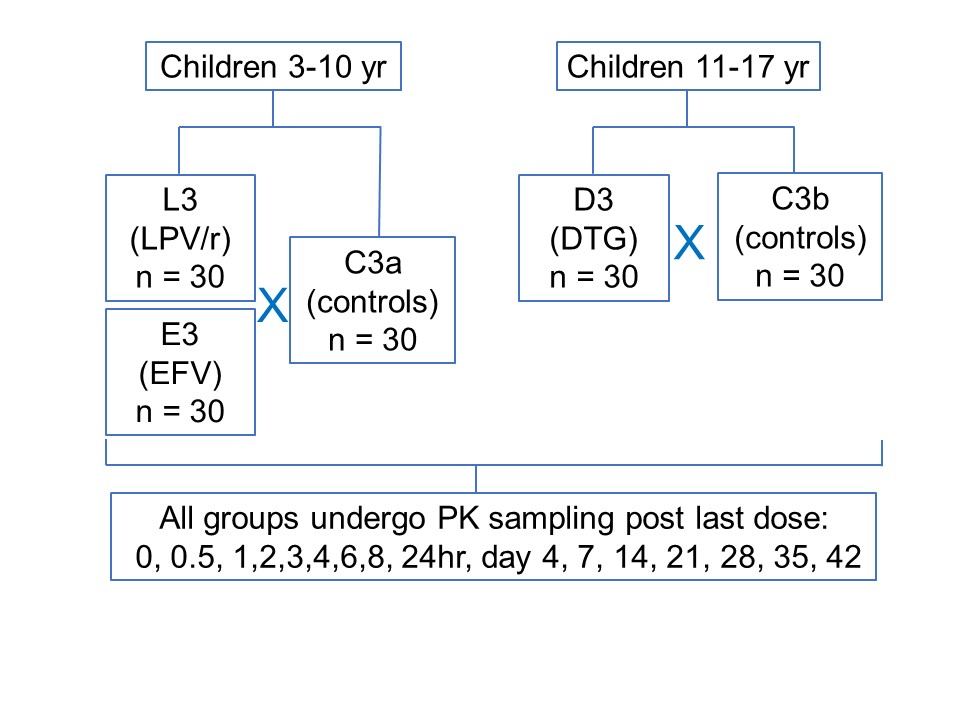 Children 3-10 yr
Children 11-17 yr
L3
(LPV/r)
n = 30
E3
(EFV)
n = 30
X
C3a
(controls)
n = 30
D3
(DTG)
n = 30
X
C3b
(controls)
n = 30
All groups undergo PK sampling post last dose:
0, 0.5, 1,2,3,4,6,8, 24hr, day 4, 7, 14, 21, 28, 35, 42